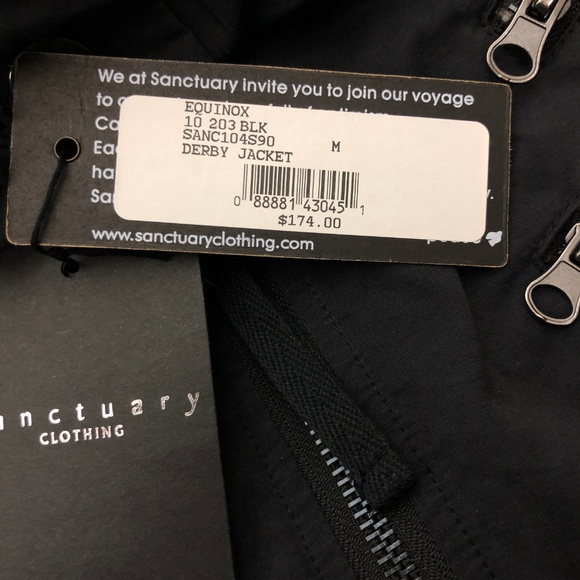 We at Sanctuary invite you to join our voyage
to
EQUINOX
10 203 BLK
SANC104S90 M
DERBY JACKET
0 88881 43045 1
$174.00
www.sanctuaryclothing.com
nctuary
CLOTHING